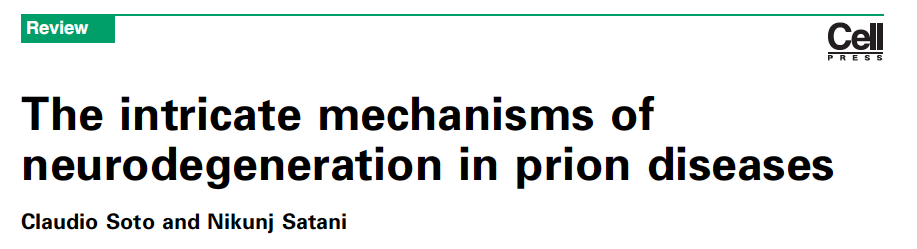 Review
Cell
PRESS
The intricate mechanisms of
neurodegeneration in prion diseases
Claudio Soto and Nikunj Satani